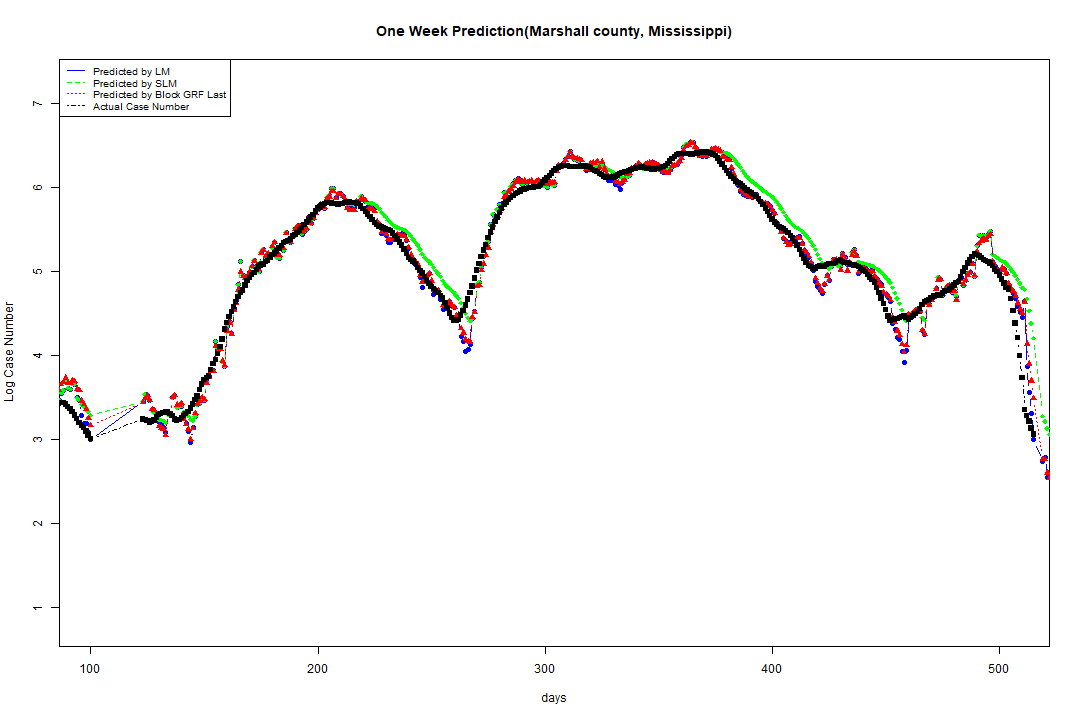 One Week Prediction(Marshall county, Mississippi)
Predicted by LM
Predicted by SLM
Predicted by Block GRF Last
Actual Case Number
7
6
5
4
3
2
1
Log Case Number
100 200 300 400 500
days